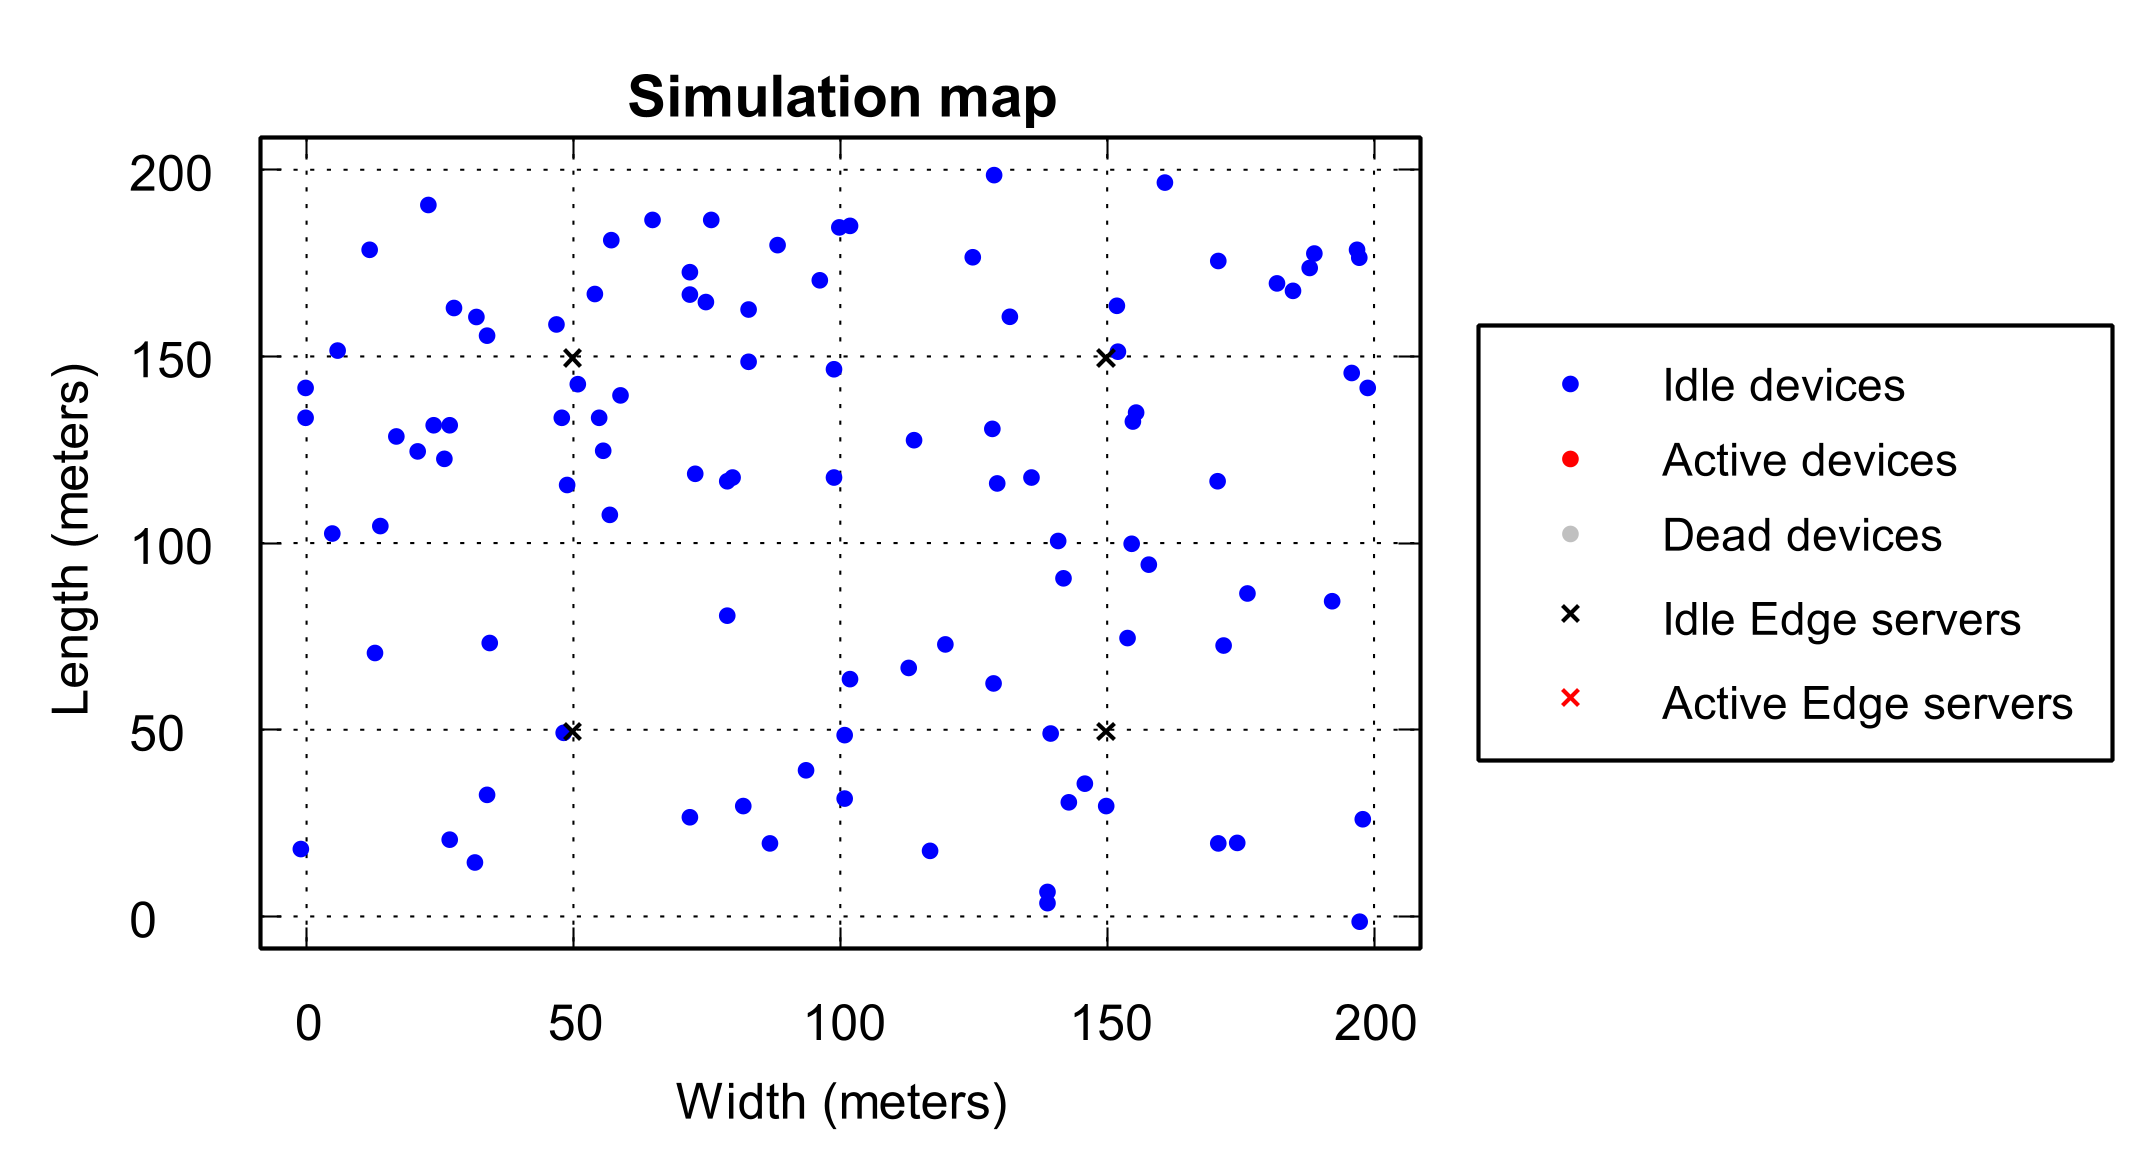 Simulation map
200
150
100
50
0
Length (meters)
0 50 100 150 200
Width (meters)
Idle devices
Active devices
Dead devices
Idle Edge servers
Active Edge servers